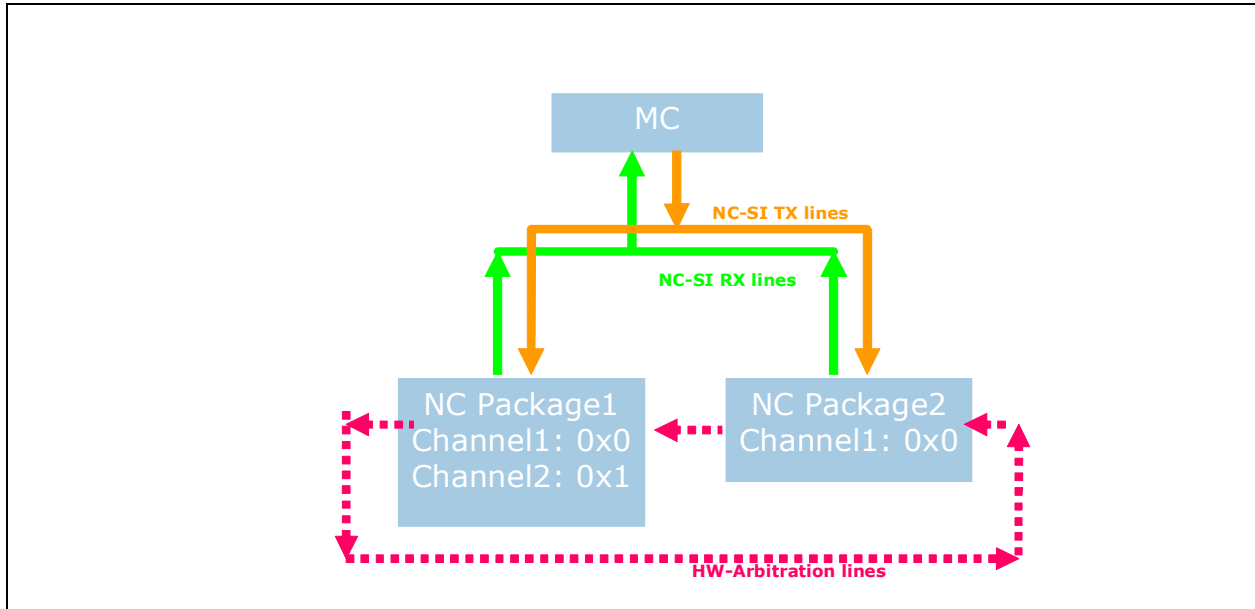 MC
NC-SI TX lines
NC-SI RX lines
NC Package1
Channel1: 0x0
Channel2: 0x1
NC Package2
Channel1: 0x0
HW-Arbitration lines